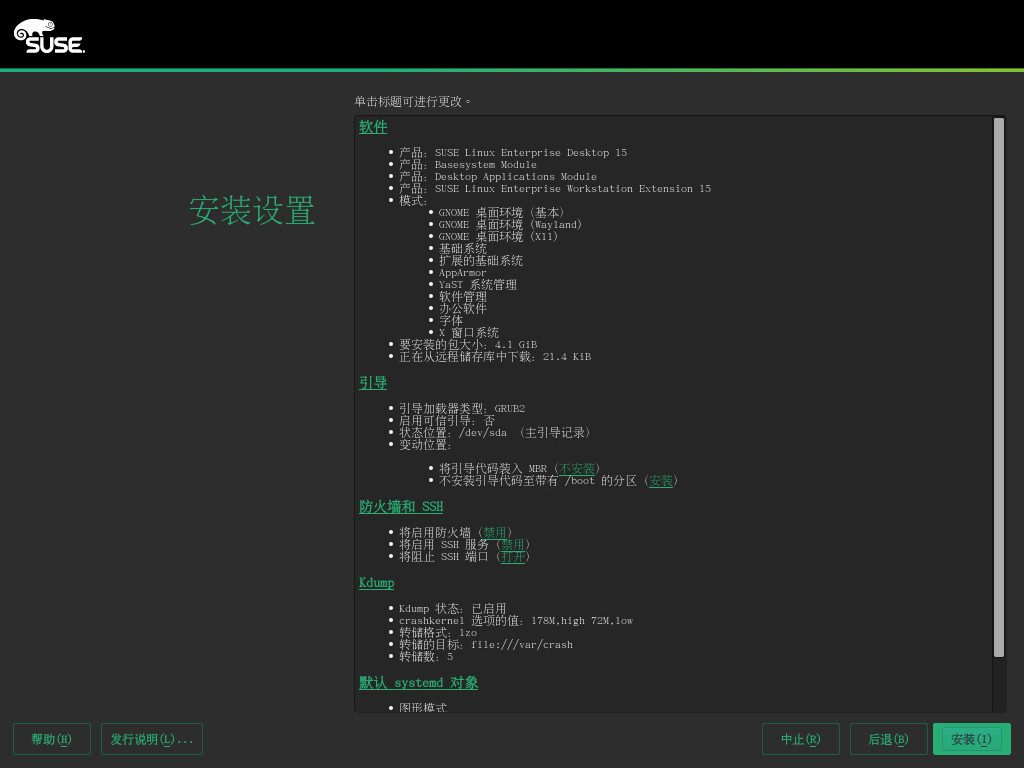 SUSE.
单击标题可进行更改。
安装设置
软件
产品: SUSE Linux Enterprise Desktop 15
产品: Basesystem Module
产品: Desktop Applications Module
产品: SUSE Linux Enterprise Workstation Extension 15
模式:
GNOME 桌面环境 (基本)
GNOME 桌面环境 (Wayland)
GNOME 桌面环境 (X11)
基础系统
扩展的基础系统
AppArmor
YaST 系统管理
软件管理
办公软件
字体
X 窗口系统
要安装的包大小: 4.1 GiB
正在从远程储存库中下载: 21.4 KiB
引导
引导加载器类型: GRUB2
启用可信引导: 否
状态位置: /dev/sda (主引导记录)
变动位置:
将引导代码装入 MBR (不安装)
不安装引导代码至带有 /boot 的分区 (安装)
防火墙和 SSH
将启用防火墙 (禁用)
将启用 SSH 服务 (禁用)
将阻止 SSH 端口 (打开)
Kdump
Kdump 状态: 已启用
crashkernel 选项的值: 178M,high 72M,low
转储格式: lzo
转储的目标: file:///var/crash
转储数: 5
默认 systemd 对象
图形模式
帮助(H) 发行说明(L)... 中止(R) 后退(B) 安装(I)